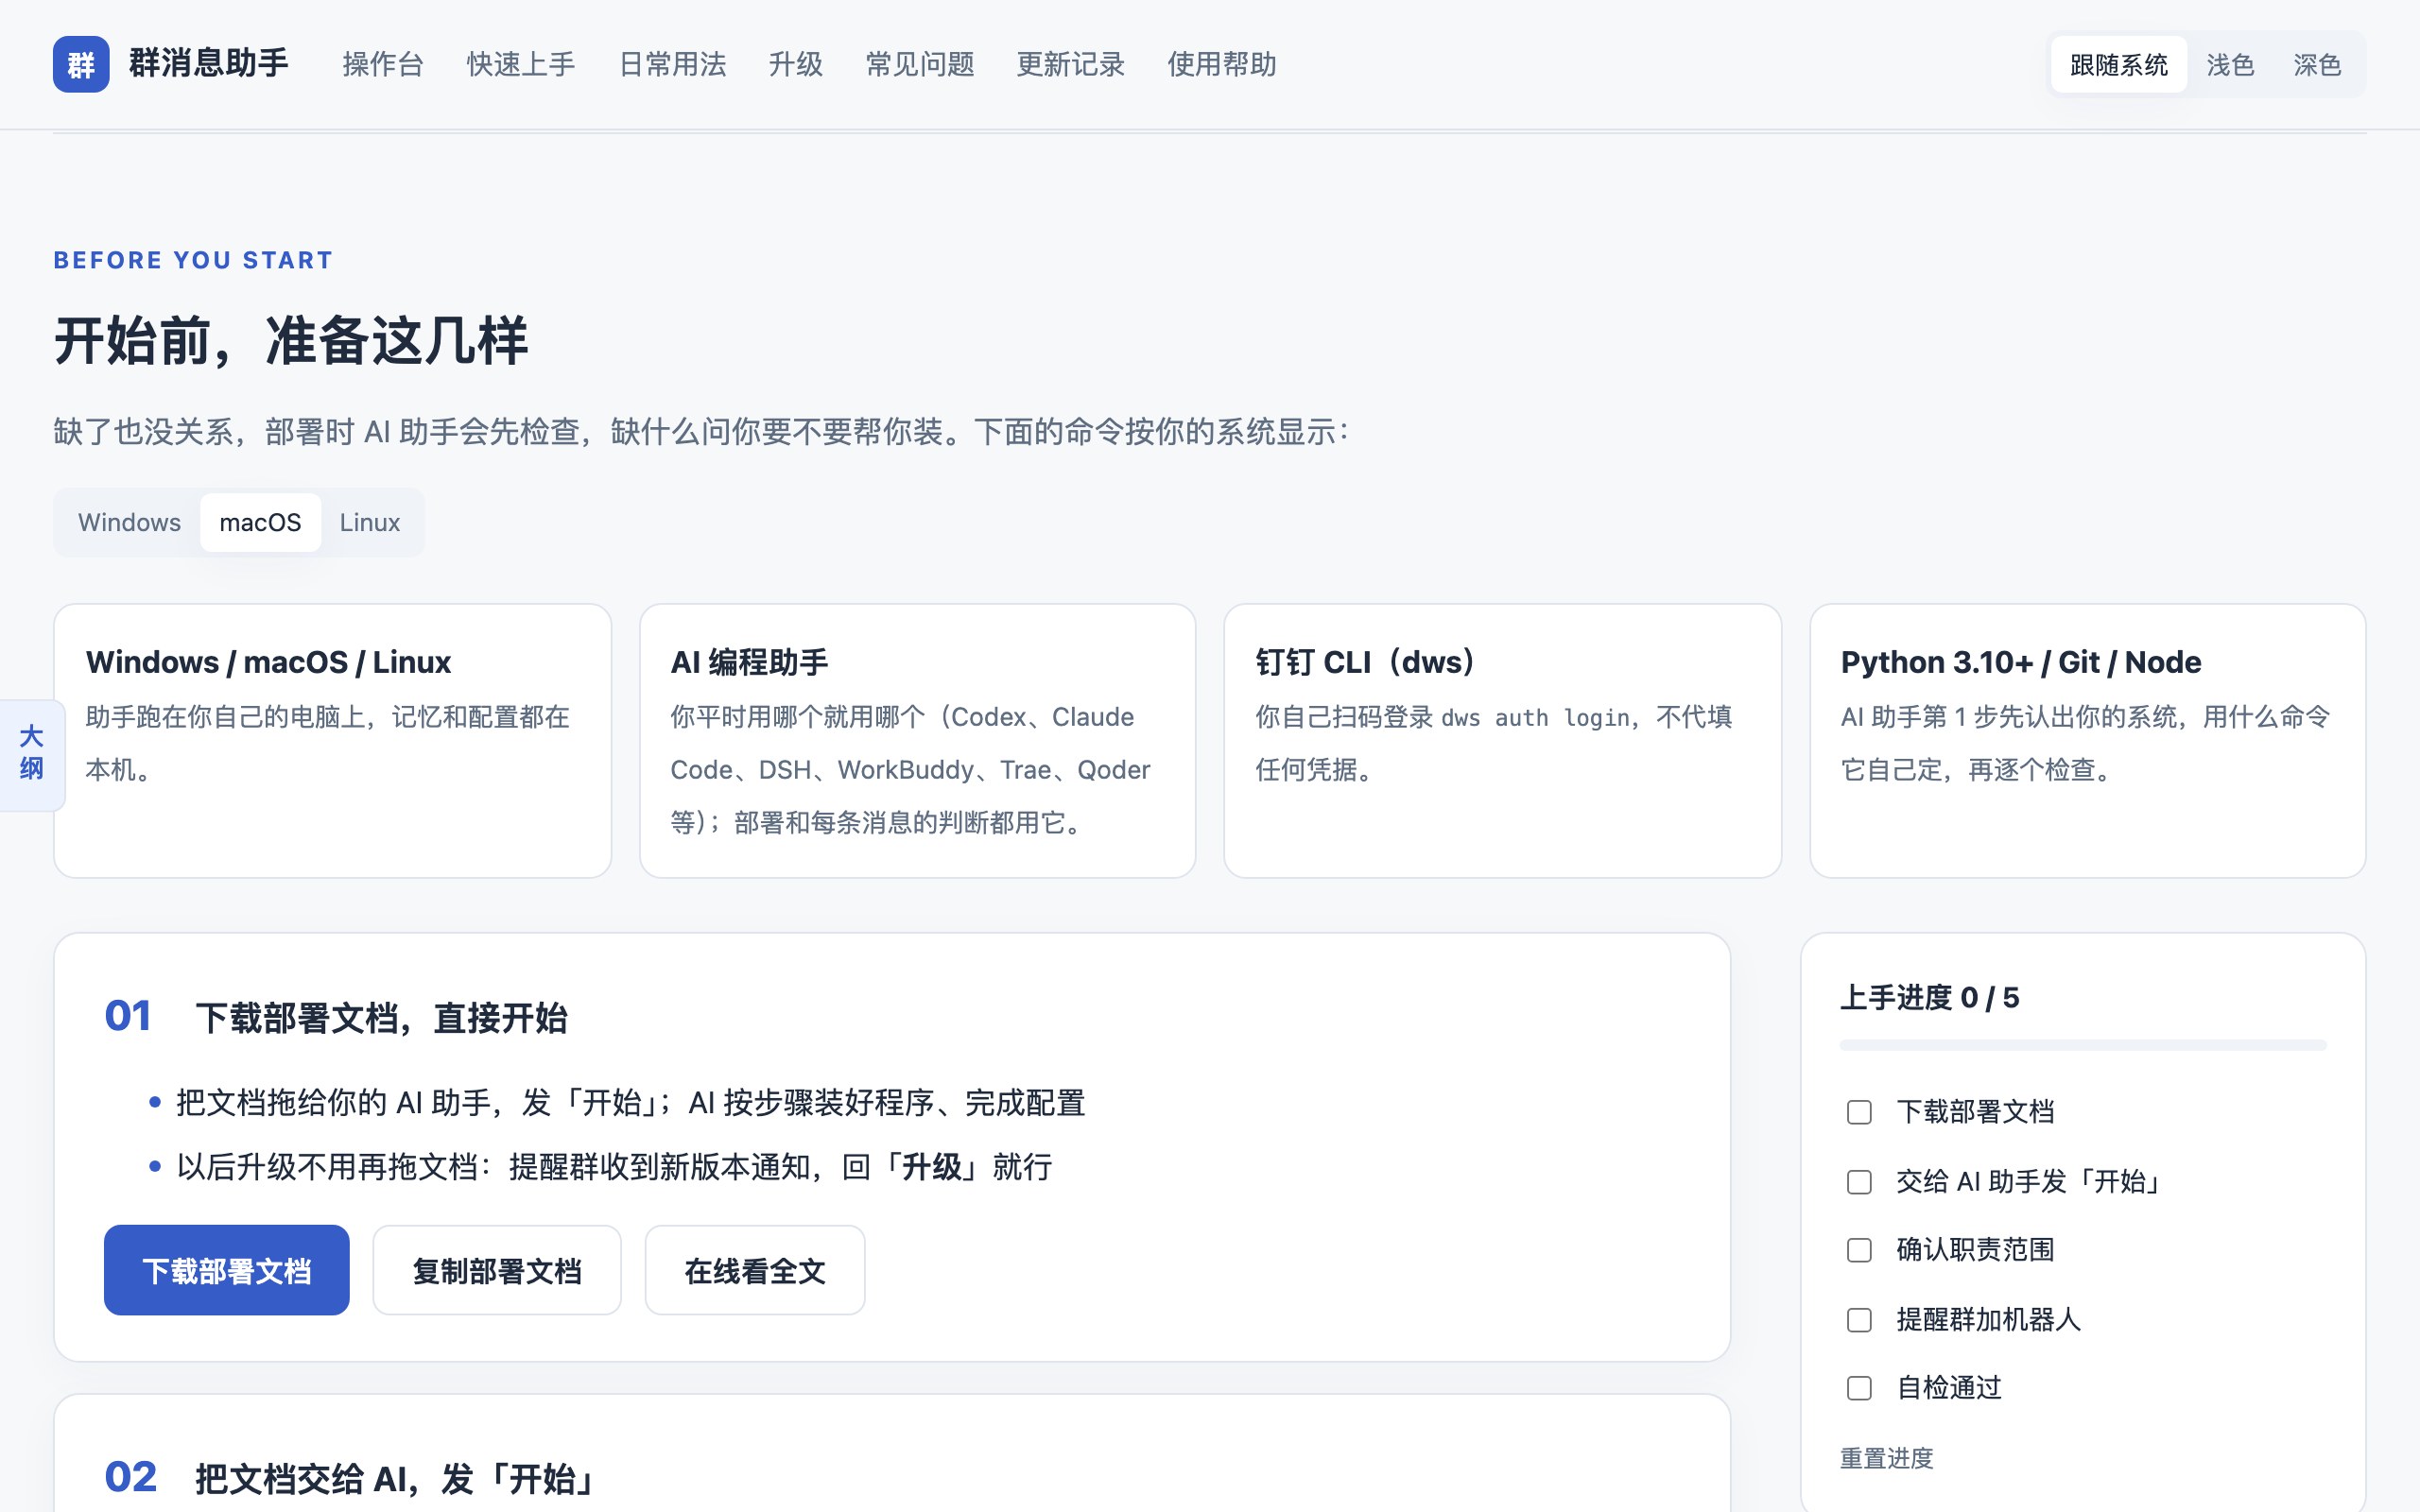 群 群消息助手 操作台 快速上手 日常用法 升级 常见问题 更新记录 使用帮助 跟随系统 浅色 深色
BEFORE YOU START
开始前，准备这几样
缺了也没关系，部署时 AI 助手会先检查，缺什么问你要不要帮你装。下面的命令按你的系统显示：
Windows macOS Linux
Windows / macOS / Linux
助手跑在你自己的电脑上，记忆和配置都在
本机。
AI 编程助手
你平时用哪个就用哪个（Codex、Claude
Code、DSH、WorkBuddy、Trae、Qoder
等）；部署和每条消息的判断都用它。
钉钉 CLI（dws）
你自己扫码登录 dws auth login，不代填
任何凭据。
Python 3.10+ / Git / Node
AI 助手第 1 步先认出你的系统，用什么命令
它自己定，再逐个检查。
大
纲
01 下载部署文档，直接开始
• 把文档拖给你的 AI 助手，发「开始」；AI 按步骤装好程序、完成配置
• 以后升级不用再拖文档：提醒群收到新版本通知，回「升级」就行
下载部署文档 复制部署文档 在线看全文
02 把文档交给 AI，发「开始」
上手进度 0 / 5
下载部署文档
交给 AI 助手发「开始」
确认职责范围
提醒群加机器人
自检通过
重置进度